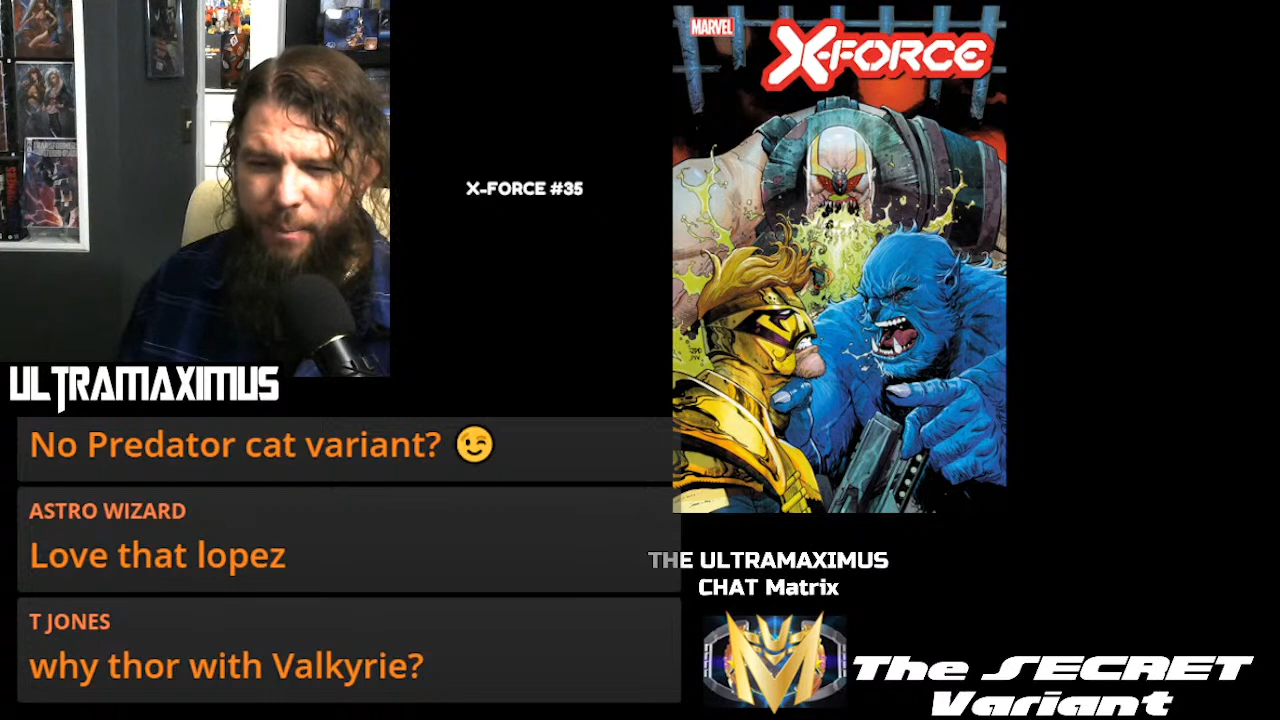 MARVEL
X-FORCE
X-FORCE #35
ULTRAMAXIMUS
No Predator cat variant? 😉
ASTRO WIZARD
Love that lopez
T JONES
why thor with Valkyrie?
THE ULTRAMAXIMUS
CHAT Matrix
The SECRET
Variant